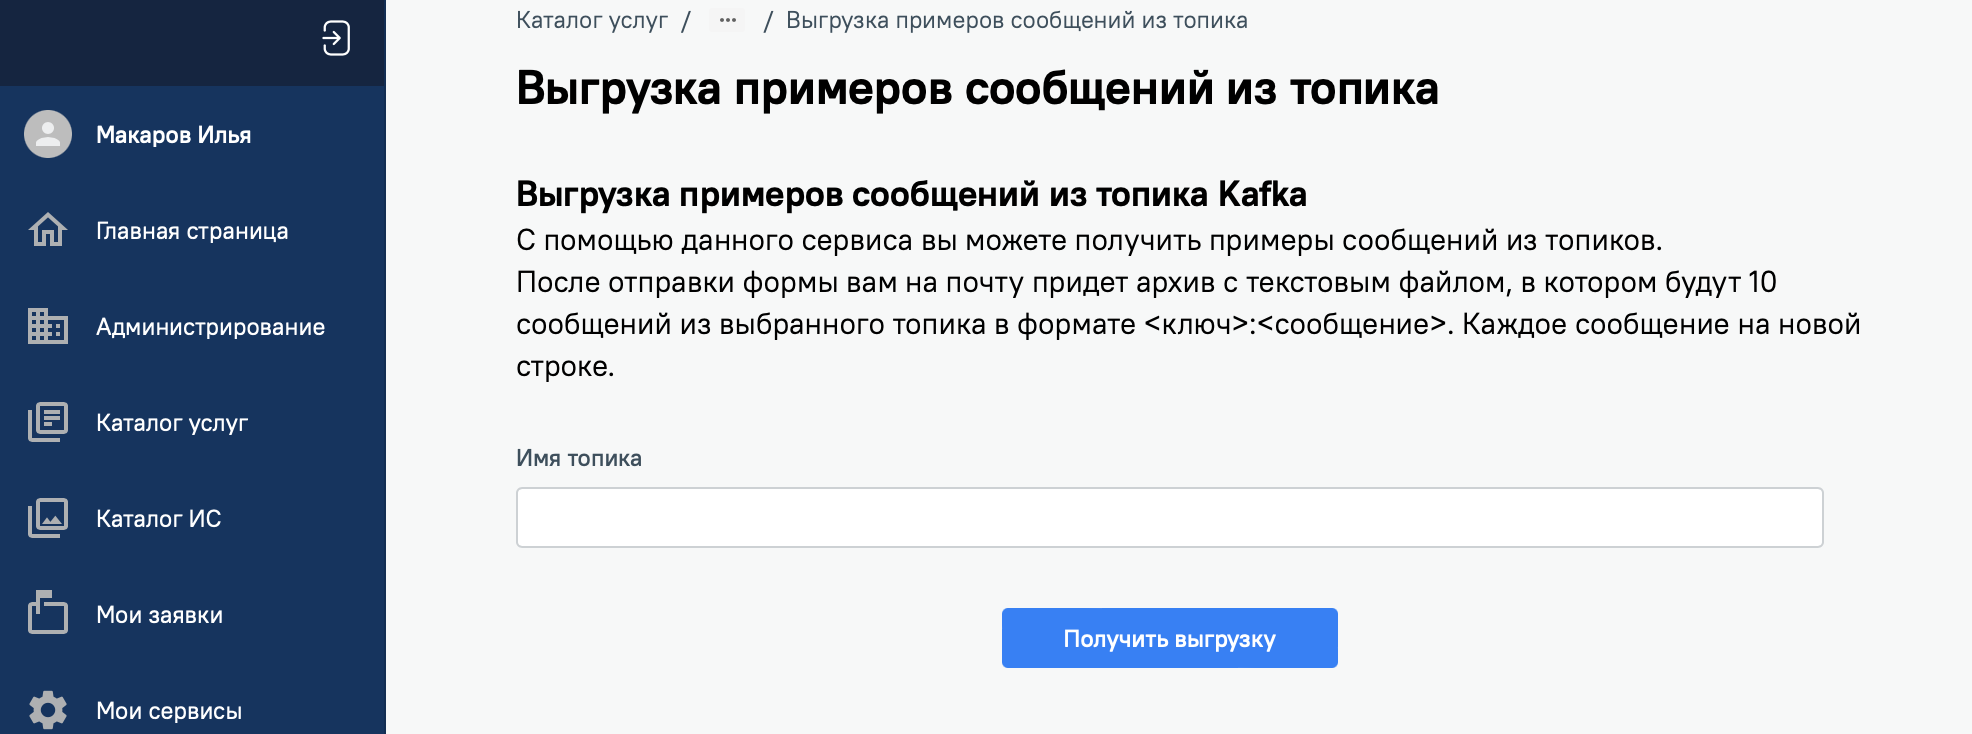 Макаров Илья
Главная страница
Администрирование
Каталог услуг
Каталог ИС
Мои заявки
Мои сервисы
Каталог услуг / ··· / Выгрузка примеров сообщений из топика
Выгрузка примеров сообщений из топика
Выгрузка примеров сообщений из топика Kafka
С помощью данного сервиса вы можете получить примеры сообщений из топиков.
После отправки формы вам на почту придет архив с текстовым файлом, в котором будут 10
сообщений из выбранного топика в формате <ключ>:<сообщение>. Каждое сообщение на новой
строке.
Имя топика
Получить выгрузку